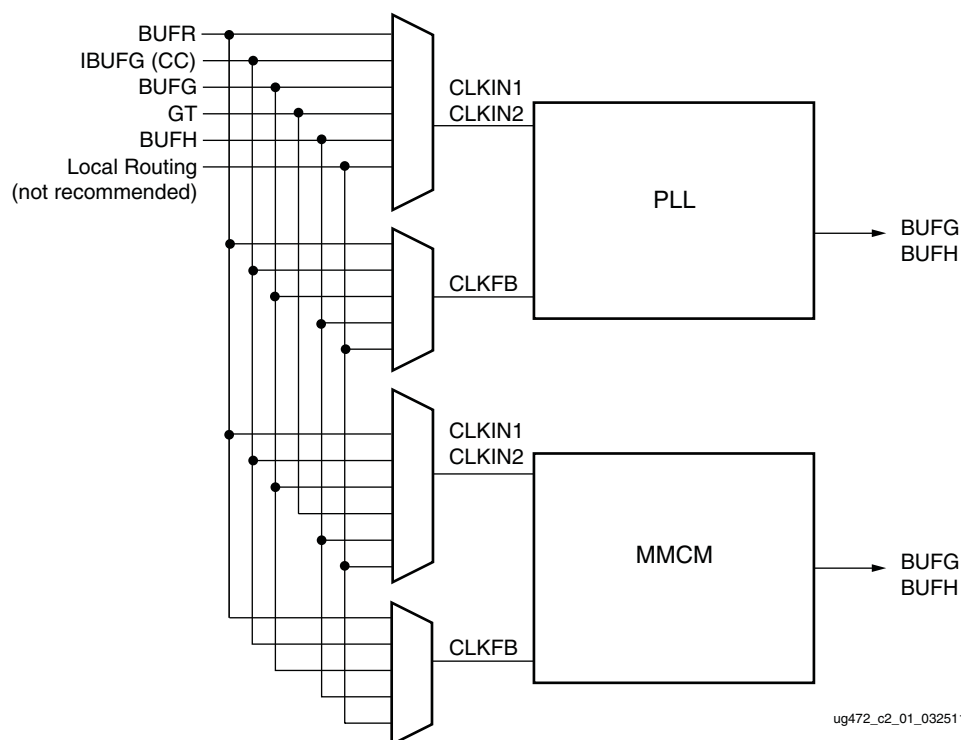 BUFR
IBUFG (CC)
BUFG
GT
BUFH
Local Routing
(not recommended)
CLKIN1
CLKIN2
PLL
BUFG
BUFH
CLKFB
CLKIN1
CLKIN2
MMCM
BUFG
BUFH
CLKFB
ug472_c2_01_032511